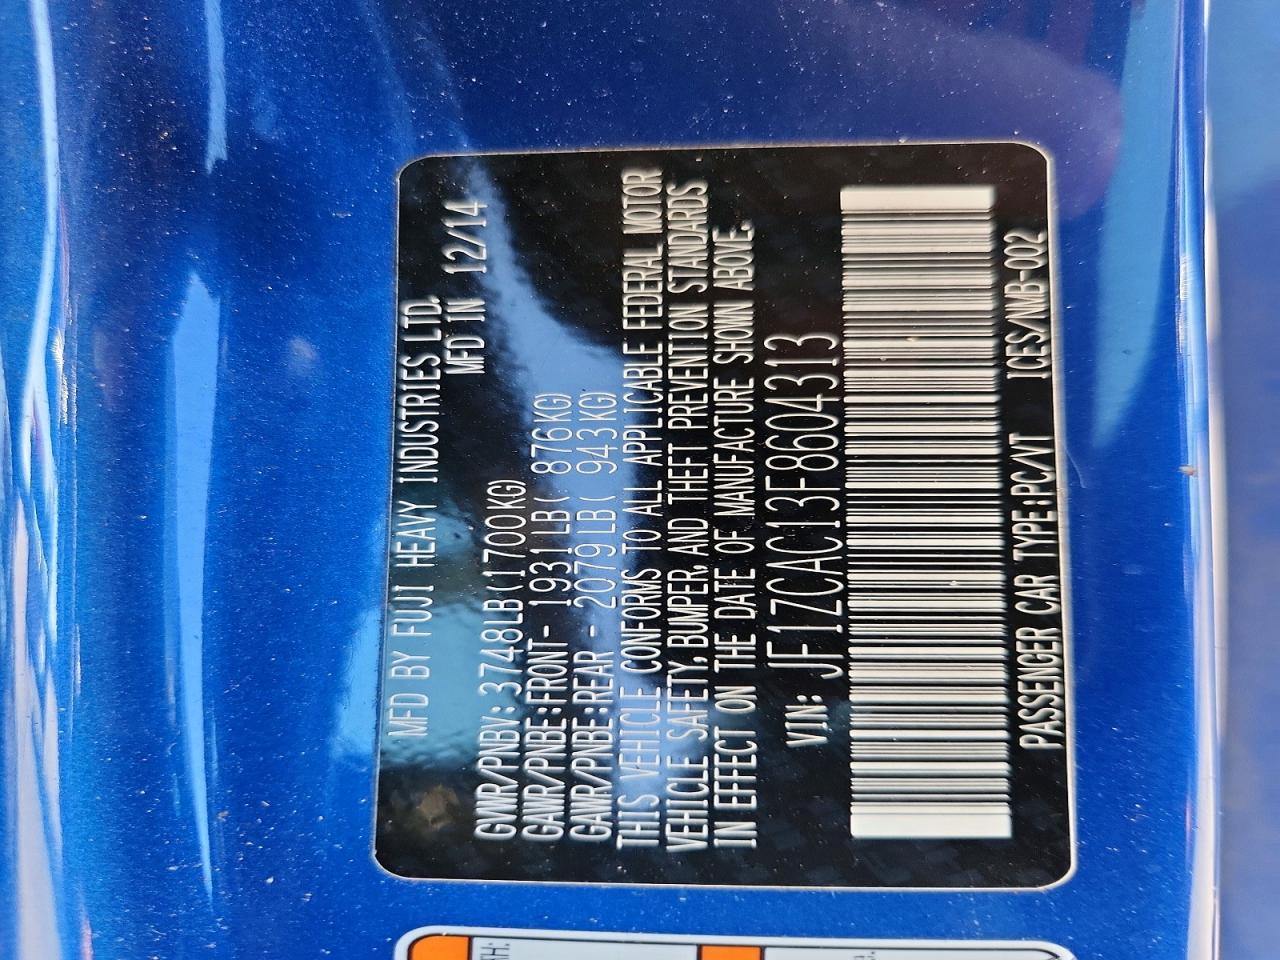 MFD BY FUJI HEAVY INDUSTRIES LTD.
MFD IN 12/14
GVWR/PNBV:3748LB(1700KG)
GAWR/PNBE:FRONT- 1931LB( 876KG)
GAWR/PNBE:REAR - 2079LB( 943KG)
THIS VEHICLE CONFORMS TO ALL APPLICABLE FEDERAL MOTOR
VEHICLE SAFETY, BUMPER, AND THEFT PREVENTION STANDARDS
IN EFFECT ON THE DATE OF MANUFACTURE SHOWN ABOVE.
VIN: JF1ZCAC13F8604313
PASSENGER CAR TYPE:PC/VT ICES/NMB-002